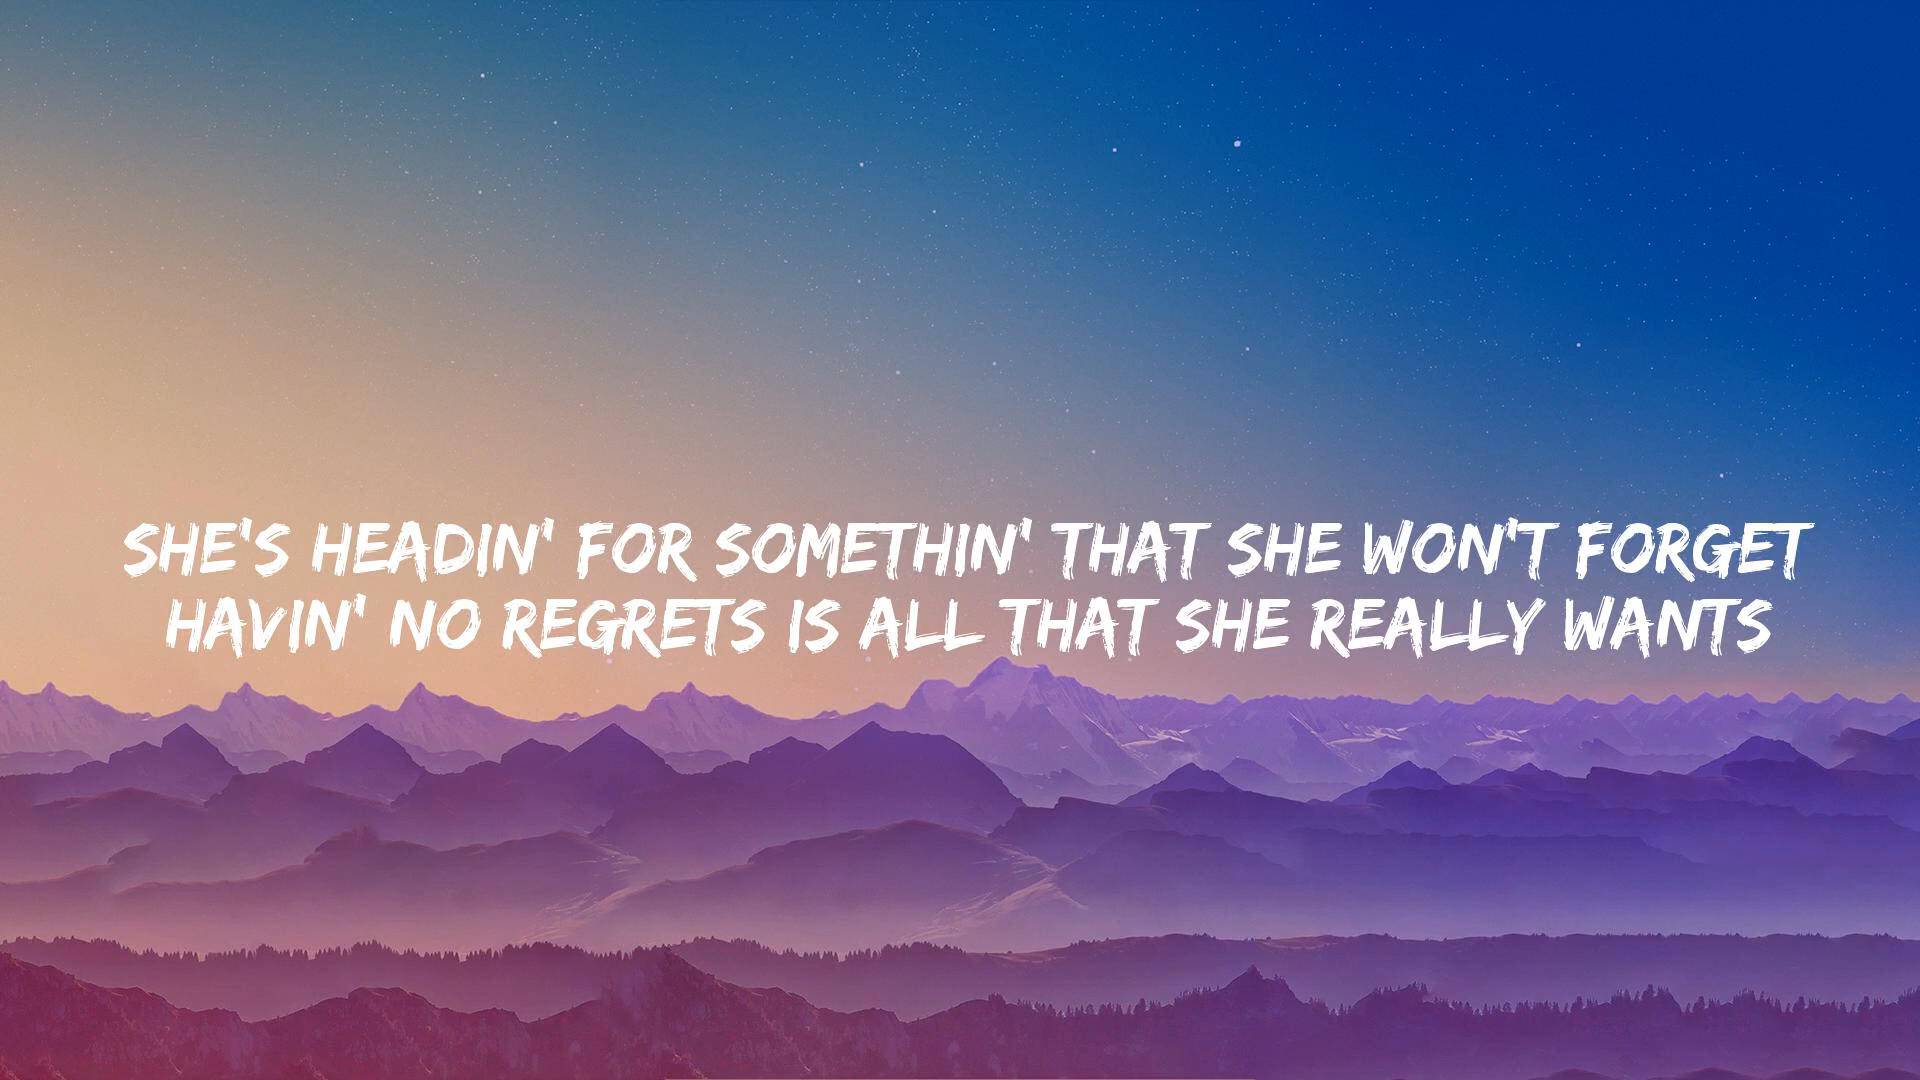 SHE'S HEADIN' FOR SOMETHIN' THAT SHE WON'T FORGET
HAVIN' NO REGRETS IS ALL THAT SHE REALLY WANTS